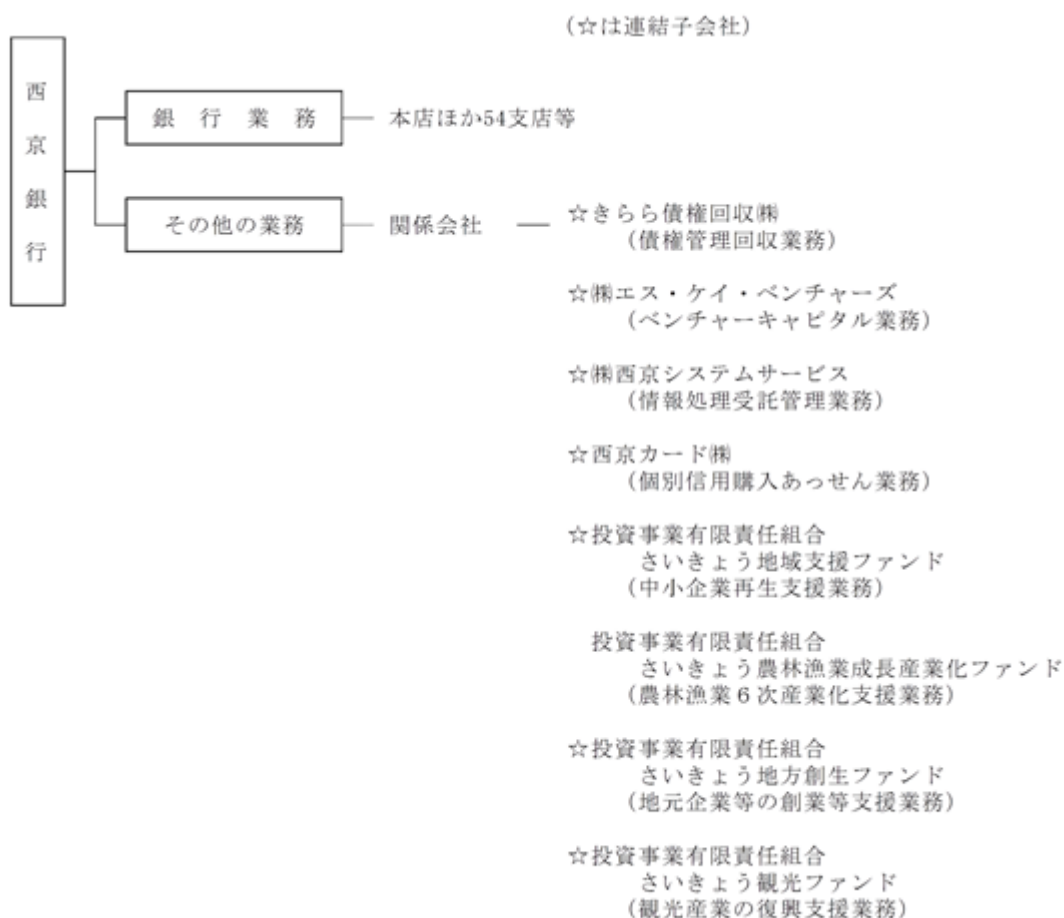 (☆は連結子会社)
西京銀行
銀行業務
本店ほか54支店等
その他の業務
関係会社
☆きらら債権回収㈱
(債権管理回収業務)
☆㈱エス・ケイ・ベンチャーズ
(ベンチャーキャピタル業務)
☆㈱西京システムサービス
(情報処理受託管理業務)
☆西京カード㈱
(個別信用購入あっせん業務)
☆投資事業有限責任組合
さいきょう地域支援ファンド
(中小企業再生支援業務)
投資事業有限責任組合
さいきょう農林漁業成長産業化ファンド
(農林漁業6次産業化支援業務)
☆投資事業有限責任組合
さいきょう地方創生ファンド
(地元企業等の創業等支援業務)
☆投資事業有限責任組合
さいきょう観光ファンド
(観光産業の復興支援業務)